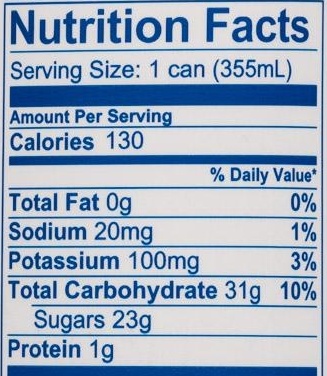 Nutrition Facts
Serving Size: 1 can (355mL)
Amount Per Serving
Calories 130
% Daily Value*
Total Fat 0g 0%
Sodium 20mg 1%
Potassium 100mg 3%
Total Carbohydrate 31g 10%
Sugars 23g
Protein 1g